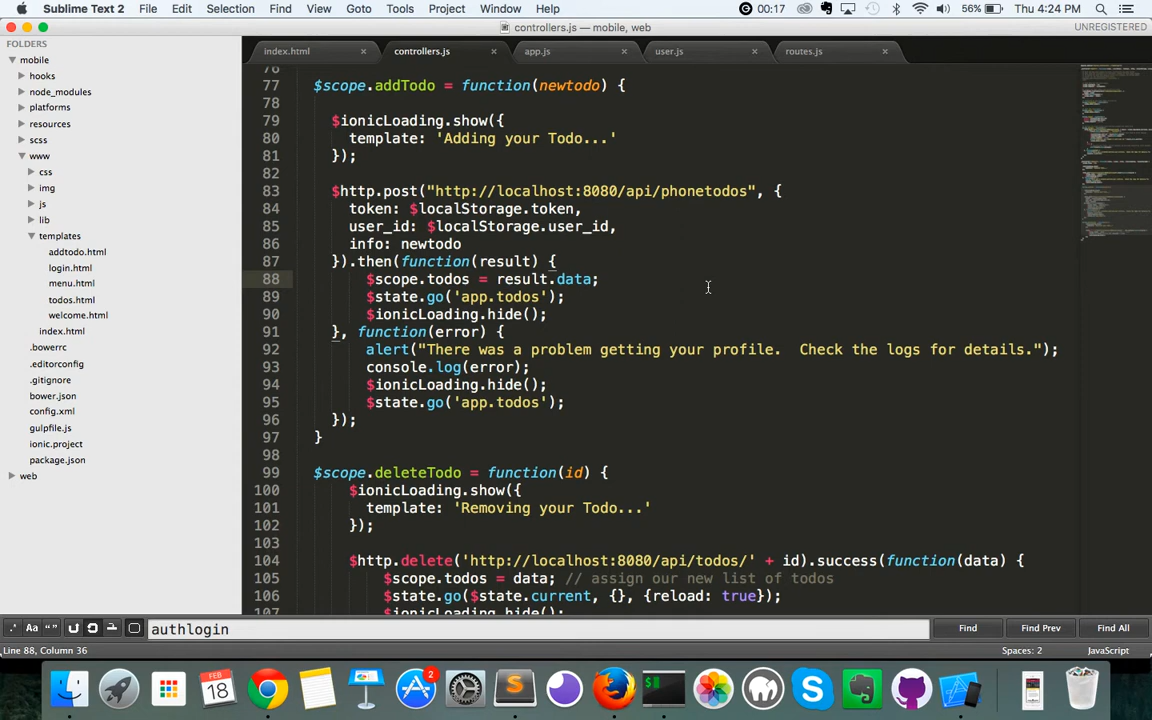 Sublime Text 2 File Edit Selection Find View Goto Tools Project Window Help 00:17 56% Thu 4:24 PM
controllers.js — mobile, web UNREGISTERED
FOLDERS
mobile
hooks
node_modules
platforms
resources
scss
www
css
img
js
lib
templates
addtodo.html
login.html
menu.html
todos.html
welcome.html
index.html
.bowerrc
.editorconfig
.gitignore
bower.json
config.xml
gulpfile.js
ionic.project
package.json
web
index.html × controllers.js × app.js × user.js × routes.js ×
76
77 $scope.addTodo = function(newtodo) {
78
79 $ionicLoading.show({
80 template: 'Adding your Todo...'
81 });
82
83 $http.post("http://localhost:8080/api/phonetodos", {
84 token: $localStorage.token,
85 user_id: $localStorage.user_id,
86 info: newtodo
87 }).then(function(result) {
88 $scope.todos = result.data;
89 $state.go('app.todos');
90 $ionicLoading.hide();
91 }, function(error) {
92 alert("There was a problem getting your profile.  Check the logs for details.");
93 console.log(error);
94 $ionicLoading.hide();
95 $state.go('app.todos');
96 });
97 }
98
99 $scope.deleteTodo = function(id) {
100 $ionicLoading.show({
101 template: 'Removing your Todo...'
102 });
103
104 $http.delete('http://localhost:8080/api/todos/' + id).success(function(data) {
105 $scope.todos = data; // assign our new list of todos
106 $state.go($state.current, {}, {reload: true});
107 $ionicLoading.hide();
.* Aa “” authlogin Find Find Prev Find All
Line 88, Column 36 Spaces: 2 JavaScript
FEB
18
2
S
$
S